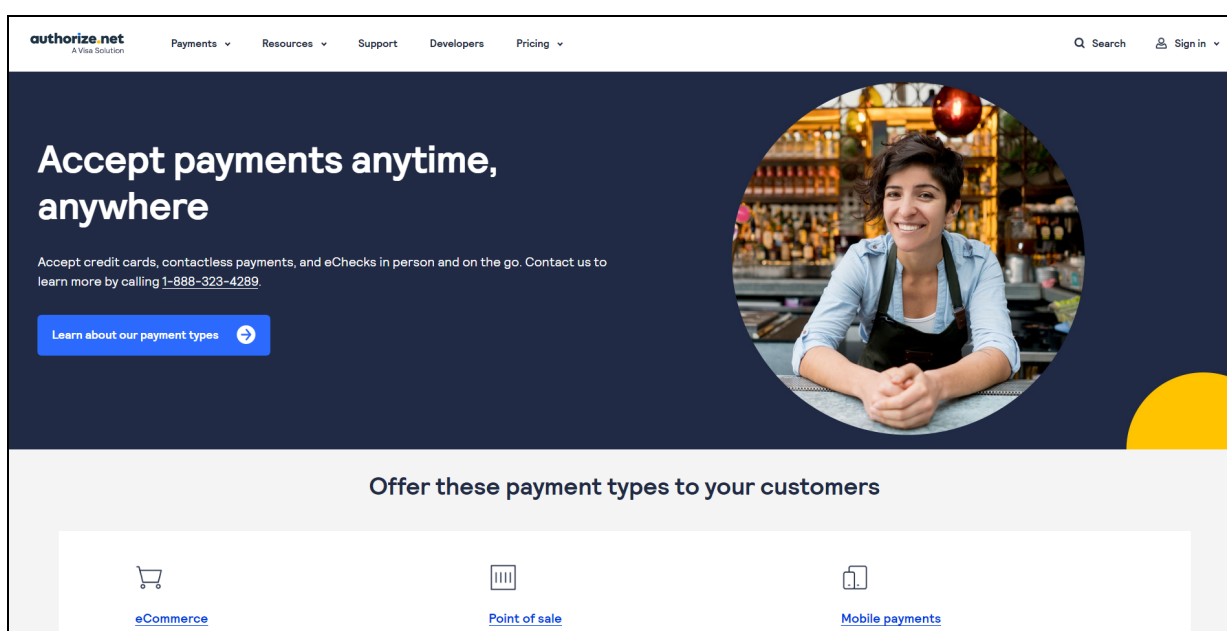 authorize.net
A Visa Solution
Payments
Resources
Support
Developers
Pricing
Search
Sign in
Accept payments anytime,
anywhere
Accept credit cards, contactless payments, and eChecks in person and on the go. Contact us to
learn more by calling 1-888-323-4289.
Learn about our payment types
Offer these payment types to your customers
eCommerce
Point of sale
Mobile payments